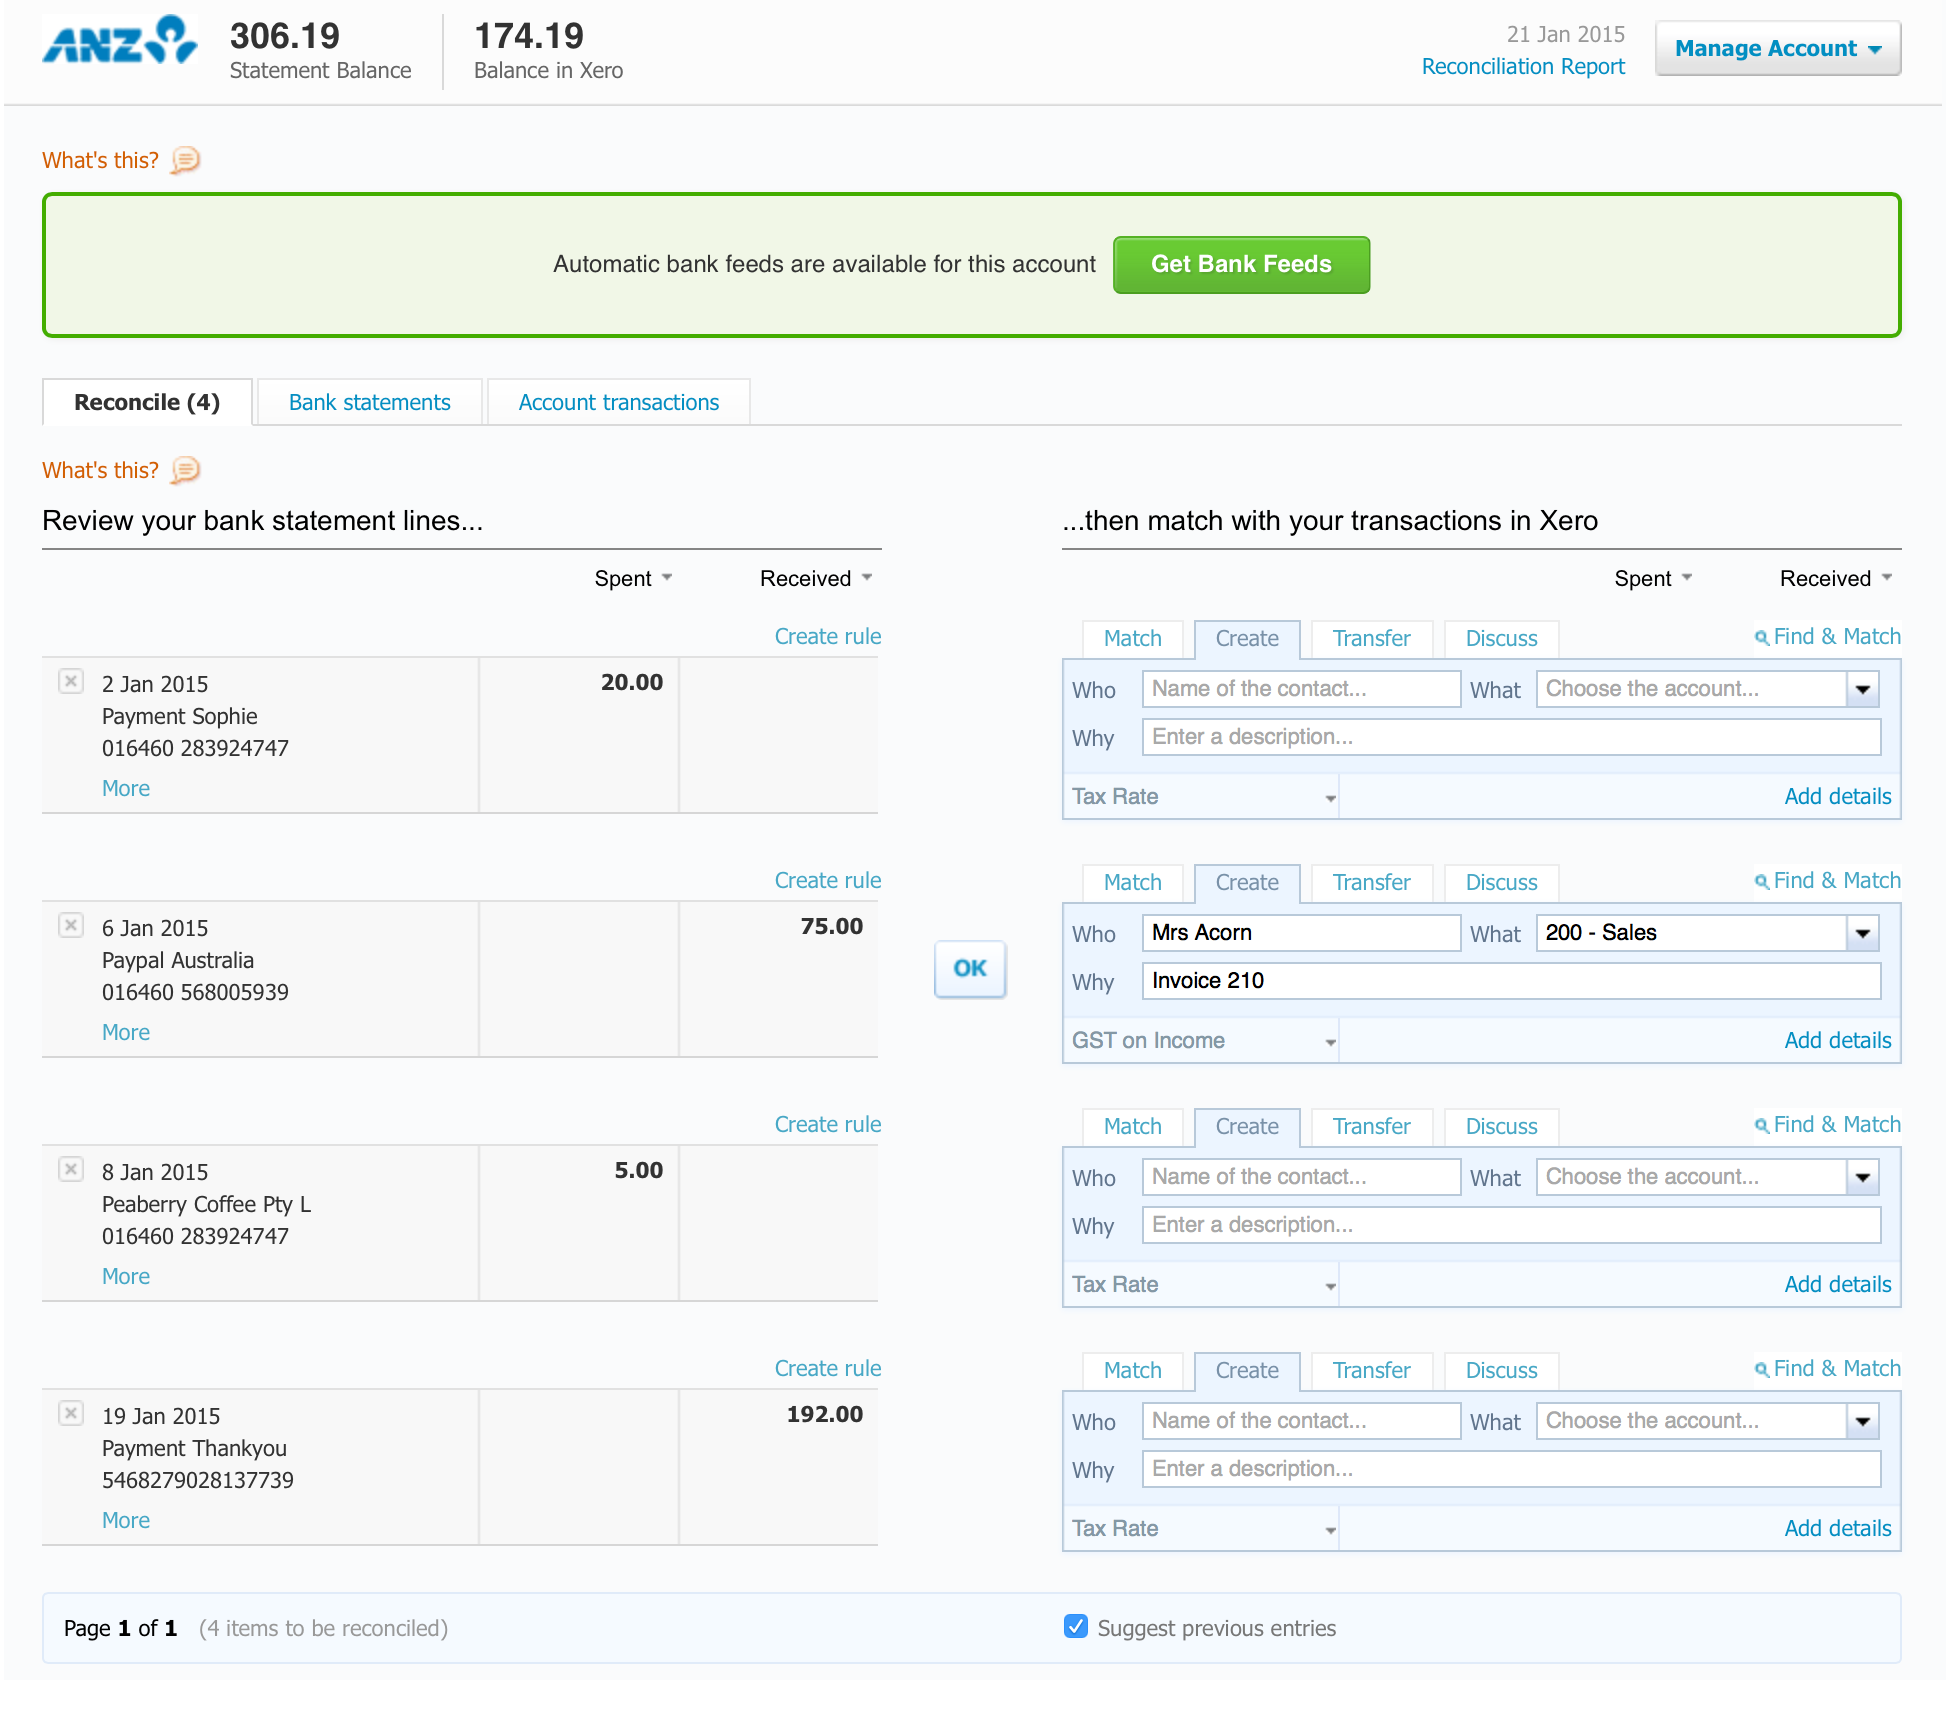 ANZ
306.19
Statement Balance
174.19
Balance in Xero
21 Jan 2015
Reconciliation Report
Manage Account
What's this?
Automatic bank feeds are available for this account
Get Bank Feeds
Reconcile (4)
Bank statements
Account transactions
What's this?
Review your bank statement lines...
...then match with your transactions in Xero
Spent
Received
Spent
Received
Create rule
2 Jan 2015
Payment Sophie
016460 283924747
More
20.00
Match
Create
Transfer
Discuss
Find & Match
Who
Name of the contact...
What
Choose the account...
Why
Enter a description...
Tax Rate
Add details
Create rule
6 Jan 2015
Paypal Australia
016460 568005939
More
75.00
OK
Match
Create
Transfer
Discuss
Find & Match
Who
Mrs Acorn
What
200 - Sales
Why
Invoice 210
GST on Income
Add details
Create rule
8 Jan 2015
Peaberry Coffee Pty L
016460 283924747
More
5.00
Match
Create
Transfer
Discuss
Find & Match
Who
Name of the contact...
What
Choose the account...
Why
Enter a description...
Tax Rate
Add details
Create rule
19 Jan 2015
Payment Thankyou
5468279028137739
More
192.00
Match
Create
Transfer
Discuss
Find & Match
Who
Name of the contact...
What
Choose the account...
Why
Enter a description...
Tax Rate
Add details
Page 1 of 1 (4 items to be reconciled)
Suggest previous entries